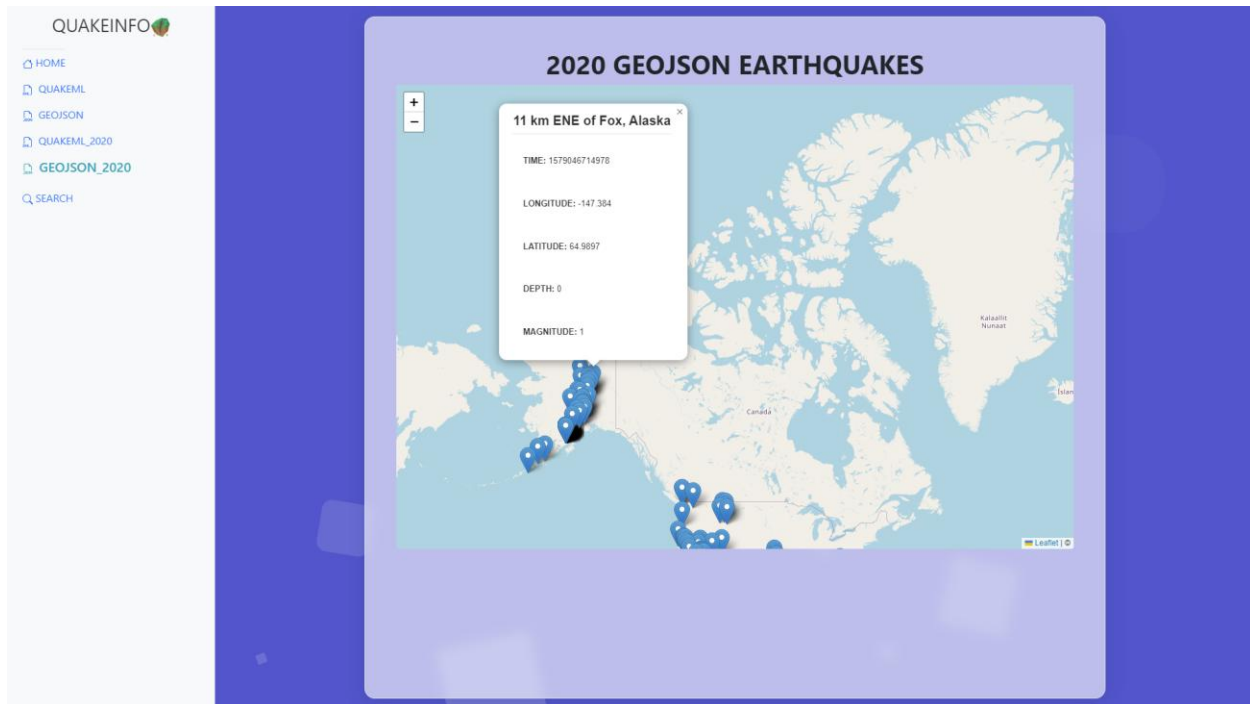 QUAKEINFO
HOME
QUAKEML
GEOJSON
QUAKEML_2020
GEOJSON_2020
SEARCH
2020 GEOJSON EARTHQUAKES
+
−
11 km ENE of Fox, Alaska
×
TIME: 1579046714978
LONGITUDE: -147.384
LATITUDE: 64.9897
DEPTH: 0
MAGNITUDE: 1
Kalaallit
Nunaat
Íslan
Canada
Leaflet | ©